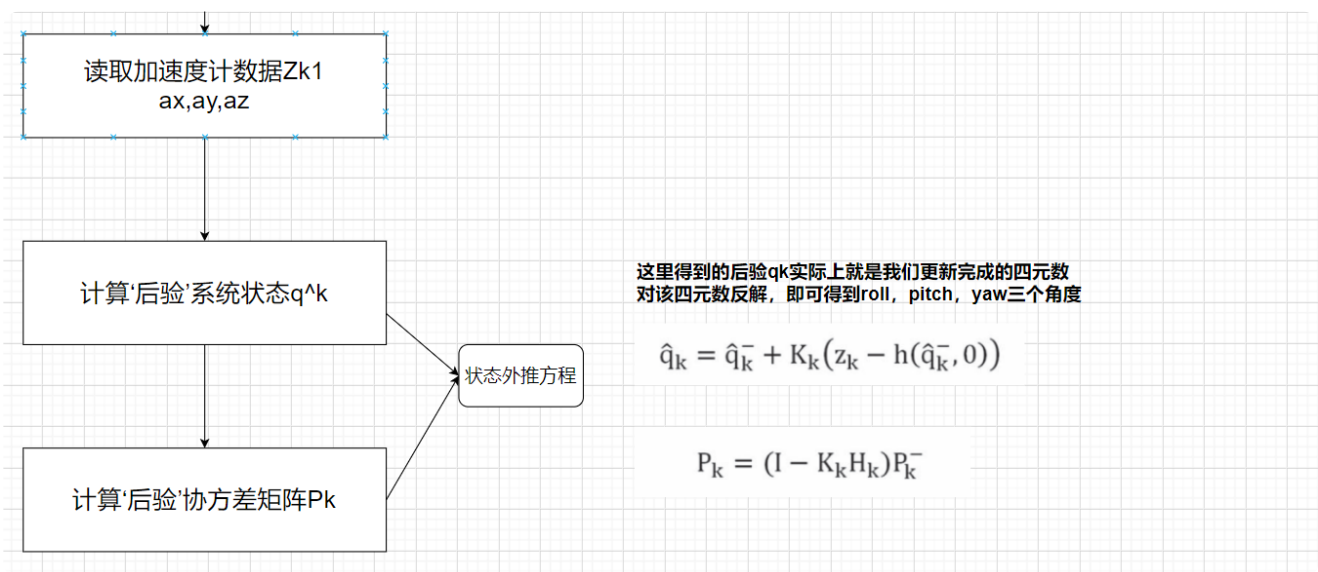 读取加速度计数据Zk1
ax,ay,az
计算‘后验’系统状态q^k
这里得到的后验qk实际上就是我们更新完成的四元数
对该四元数反解，即可得到roll，pitch，yaw三个角度
q̂ₖ = q̂ₖ⁻ + Kₖ(zₖ − h(q̂ₖ⁻, 0))
状态外推方程
Pₖ = (I − KₖHₖ)Pₖ⁻
计算‘后验’协方差矩阵Pk